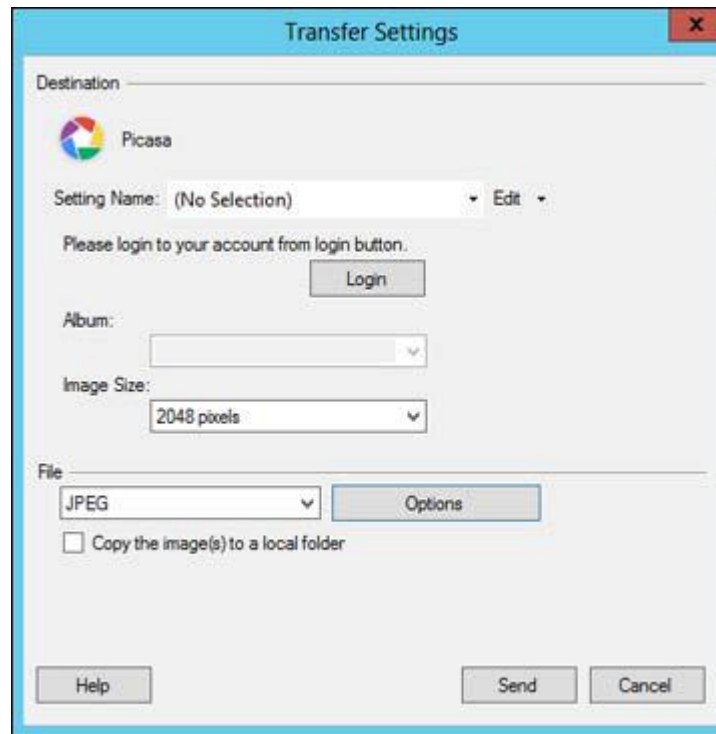 Transfer Settings
x
Destination
Picasa
Setting Name: (No Selection) Edit
Please login to your account from login button.
Login
Album:
Image Size:
2048 pixels
File
JPEG Options
Copy the image(s) to a local folder
Help Send Cancel